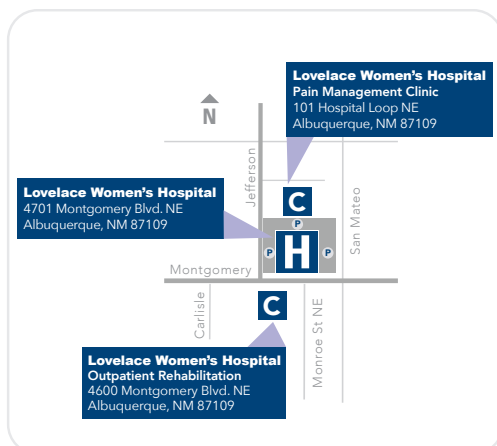 Lovelace Women's Hospital
Pain Management Clinic
101 Hospital Loop NE
Albuquerque, NM 87109
N
Jefferson
C
San Mateo
Lovelace Women's Hospital
4701 Montgomery Blvd. NE
Albuquerque, NM 87109
P
P
H
P
Montgomery
C
Carlisle
Monroe St NE
Lovelace Women's Hospital
Outpatient Rehabilitation
4600 Montgomery Blvd. NE
Albuquerque, NM 87109